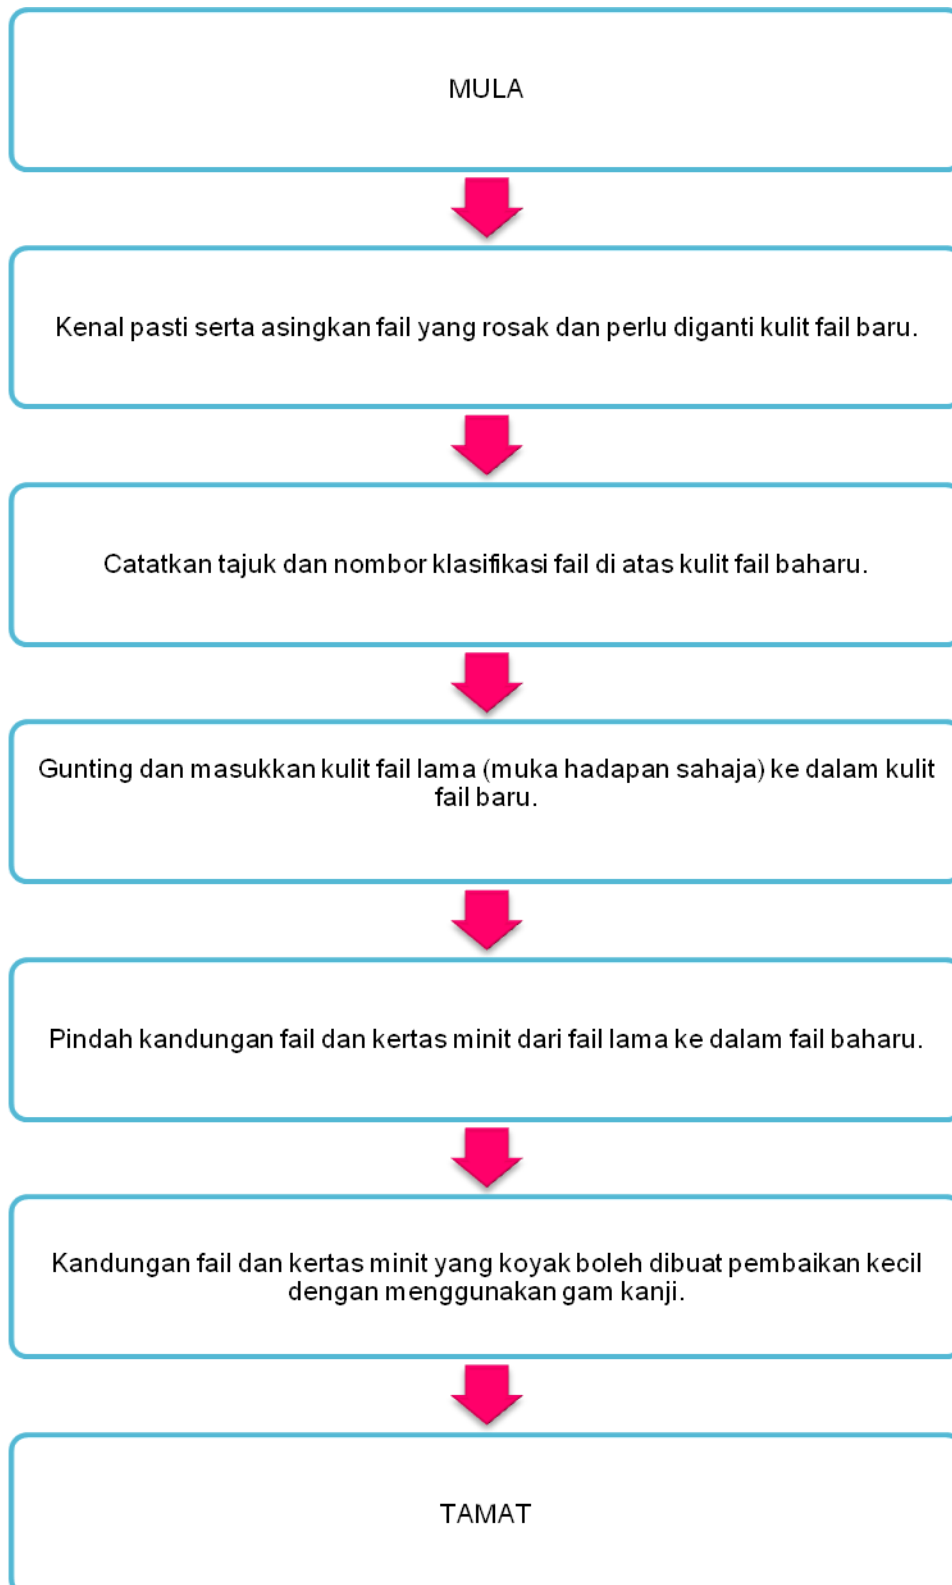 MULA
Kenal pasti serta asingkan fail yang rosak dan perlu diganti kulit fail baru.
Catatkan tajuk dan nombor klasifikasi fail di atas kulit fail baharu.
Gunting dan masukkan kulit fail lama (muka hadapan sahaja) ke dalam kulit
fail baru.
Pindah kandungan fail dan kertas minit dari fail lama ke dalam fail baharu.
Kandungan fail dan kertas minit yang koyak boleh dibuat pembaikan kecil
dengan menggunakan gam kanji.
TAMAT